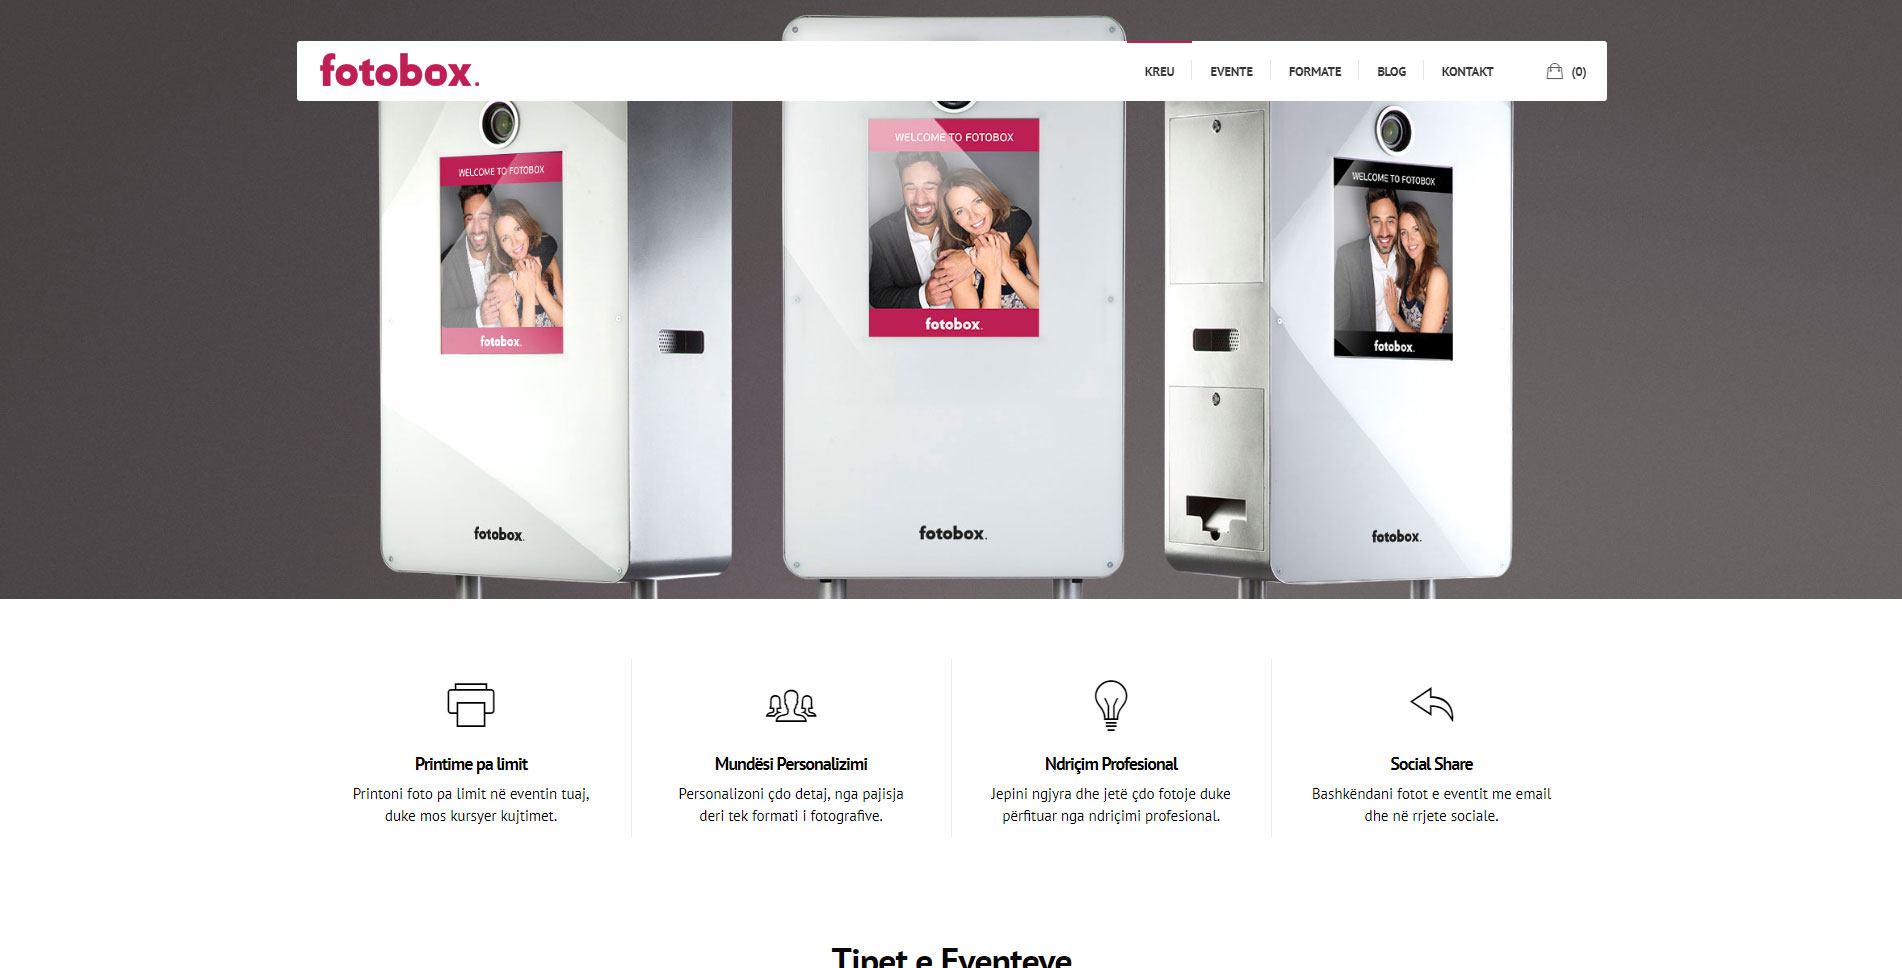 fotobox.
KREU
EVENTE
FORMATE
BLOG
KONTAKT
(0)
WELCOME TO FOTOBOX
fotobox.
fotobox.
WELCOME TO FOTOBOX
fotobox.
fotobox.
WELCOME TO FOTOBOX
fotobox.
fotobox.
Printime pa limit
Printoni foto pa limit në eventin tuaj,
duke mos kursyer kujtimet.
Mundësi Personalizimi
Personalizoni çdo detaj, nga pajisja
deri tek formati i fotografive.
Ndriçim Profesional
Jepini ngjyra dhe jetë çdo fotoje duke
përfituar nga ndriçimi profesional.
Social Share
Bashkëndani fotot e eventit me email
dhe në rrjete sociale.
Tipet e Eventeve